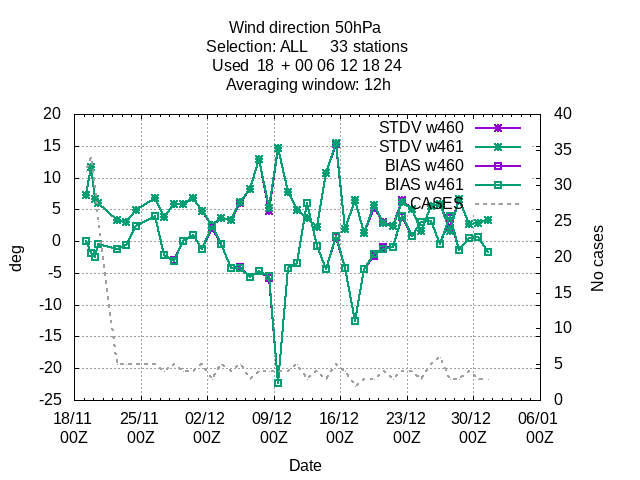 Wind direction 50hPa
Selection: ALL 33 stations
Used 18 + 00 06 12 18 24
Averaging window: 12h
20
15
10
5
0
-5
-10
-15
-20
-25
deg
40
35
30
25
20
15
10
5
0
No cases
STDV w460
STDV w461
BIAS w460
BIAS w461
CASES
18/11 25/11 02/12 09/12 16/12 23/12 30/12 06/01
00Z 00Z 00Z 00Z 00Z 00Z 00Z 00Z
Date